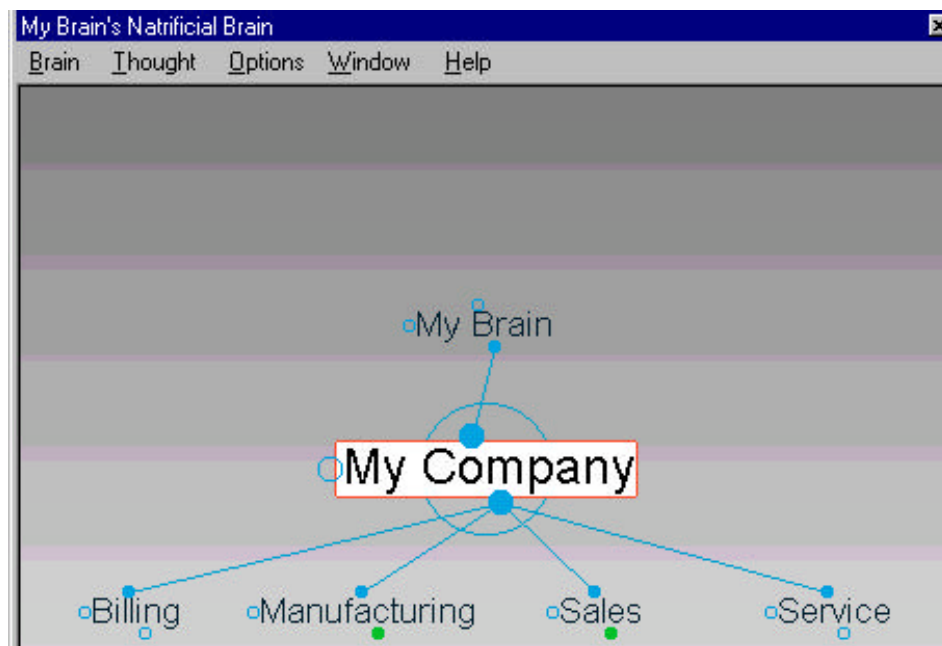 My Brain's Natrificial Brain
Brain Thought Options Window Help
My Brain
My Company
Billing Manufacturing Sales Service